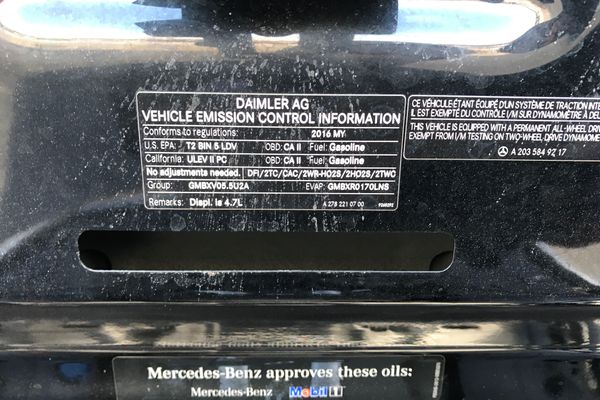 DAIMLER AG
VEHICLE EMISSION CONTROL INFORMATION
Conforms to regulations: 2016 MY.
U.S. EPA: T2 BIN 5 LDV OBD: CA II Fuel: Gasoline
California: ULEV II PC OBD: CA II Fuel: Gasoline
No adjustments needed. DFI/2TC/CAC/2WR-HO2S/2HO2S/2TWC
Group: GMBXV05.5U2A EVAP: GMBXR0170LNS
Remarks: Displ. is 4.7L A 278 221 07 00
CE VÉHICULE ÉTANT ÉQUIPÉ D'UN SYSTÈME DE TRACTION INTÉ
IL EST EXEMPTÉ DU CONTRÔLE I/M SUR DYNAMOMÈTRE À DEU
THIS VEHICLE IS EQUIPPED WITH A PERMANENT ALL-WHEEL DRIV
EXEMPT FROM I/M TESTING ON TWO-WHEEL DRIVE DYNAMOME
A 203 584 92 17
Mercedes-Benz approves these oils:
Mercedes-Benz Mobil 1